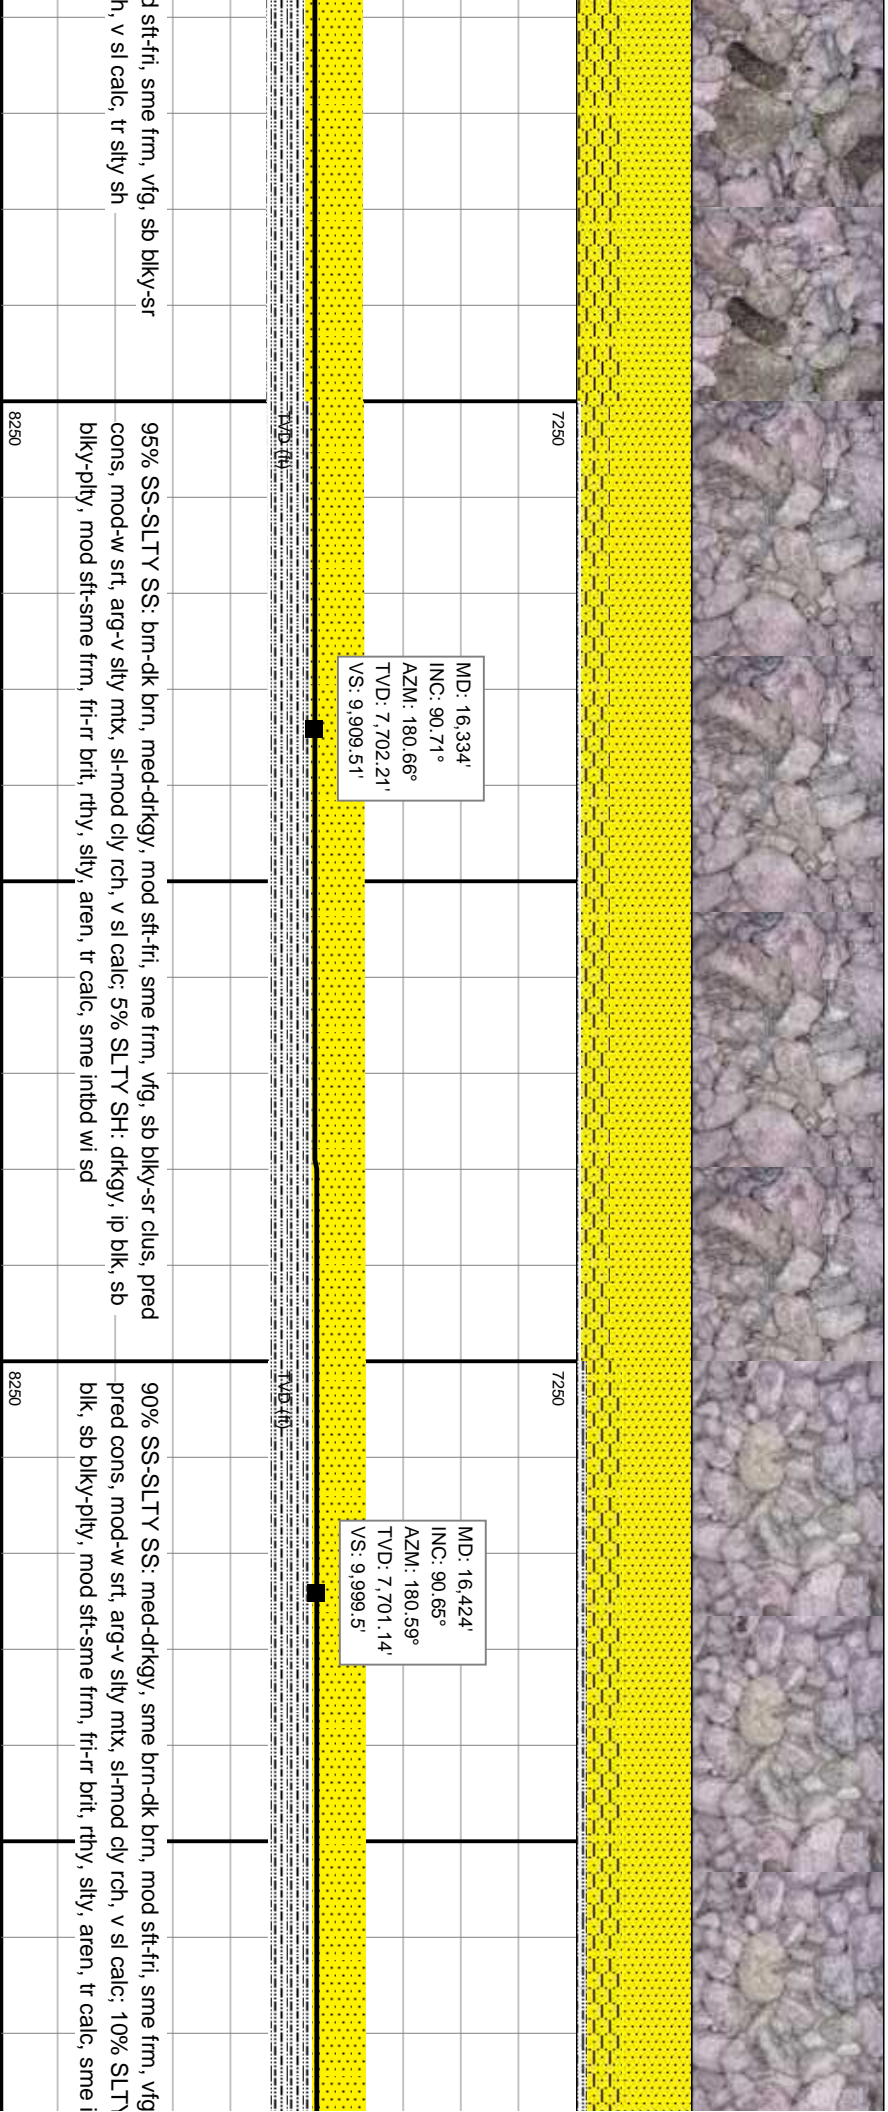 d sft-fri, sme frm, vfg, sb blky-sr
h, v sl calc, tr slty sh
7250
TVD (ft)
8250
MD: 16,334'
INC: 90.71°
AZM: 180.66°
TVD: 7,702.21'
VS: 9,909.51'
95% SS-SLTY SS: brn-dk brn, med-drkgy, mod sft-fri, sme frm, vfg, sb blky-sr clus, pred
cons, mod-w srt, arg-v slty mtx, sl-mod cly rch, v sl calc; 5% SLTY SH: drkgy, ip blk, sb
blky-plty, mod sft-sme frm, fri-rr brit, rthy, slty, aren, tr calc, sme intbd wi sd
7250
TVD (ft)
8250
MD: 16,424'
INC: 90.65°
AZM: 180.59°
TVD: 7,701.14'
VS: 9,999.5'
90% SS-SLTY SS: med-drkgy, sme brn-dk brn, mod sft-fri, sme frm, vfg
pred cons, mod-w srt, arg-v slty mtx, sl-mod cly rch, v sl calc; 10% SLTY
blk, sb blky-plty, mod sft-sme frm, fri-rr brit, rthy, slty, aren, tr calc, sme i